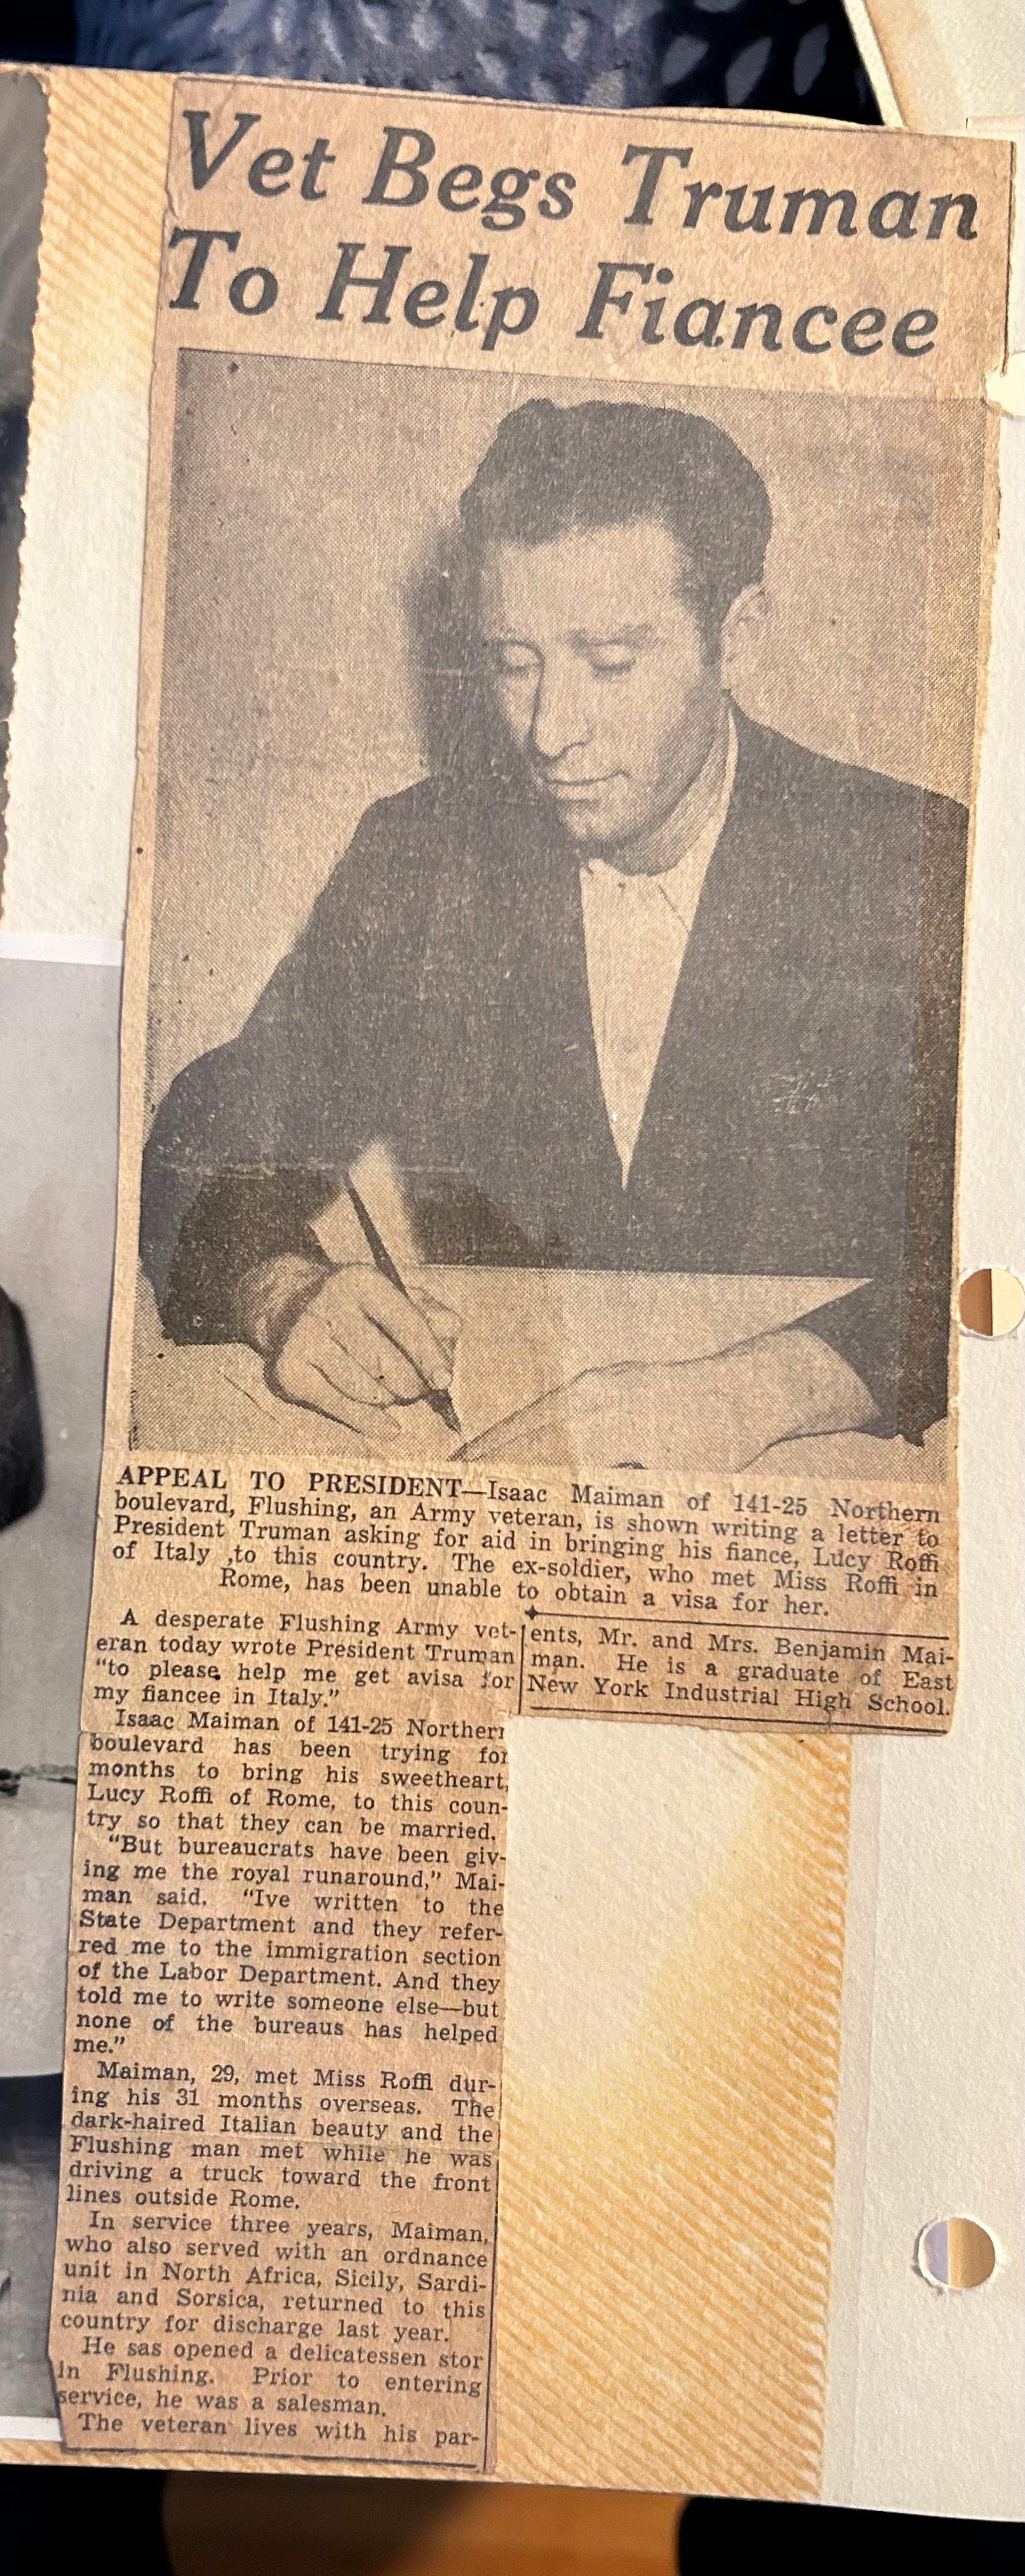 Vet Begs Truman
To Help Fiancee
APPEAL TO PRESIDENT—Isaac Maiman of 141-25 Northern
boulevard, Flushing, an Army veteran, is shown writing a letter to
President Truman asking for aid in bringing his fiance, Lucy Roffi
of Italy ,to this country. The ex-soldier, who met Miss Roffi in
Rome, has been unable to obtain a visa for her.
A desperate Flushing Army vet-
eran today wrote President Truman
“to please help me get avisa for
my fiancee in Italy.”
Isaac Maiman of 141-25 Northern
boulevard has been trying for
months to bring his sweetheart,
Lucy Roffi of Rome, to this coun-
try so that they can be married.
“But bureaucrats have been giv-
ing me the royal runaround,” Mai-
man said. “Ive written to the
State Department and they refer-
red me to the immigration section
of the Labor Department. And they
told me to write someone else—but
none of the bureaus has helped
me.”
Maiman, 29, met Miss Roffi dur-
ing his 31 months overseas. The
dark-haired Italian beauty and the
Flushing man met while he was
driving a truck toward the front
lines outside Rome.
In service three years, Maiman,
who also served with an ordnance
unit in North Africa, Sicily, Sardi-
nia and Sorsica, returned to this
country for discharge last year.
He sas opened a delicatessen stor
in Flushing. Prior to entering
service, he was a salesman.
The veteran lives with his par-
ents, Mr. and Mrs. Benjamin Mai-
man. He is a graduate of East
New York Industrial High School.